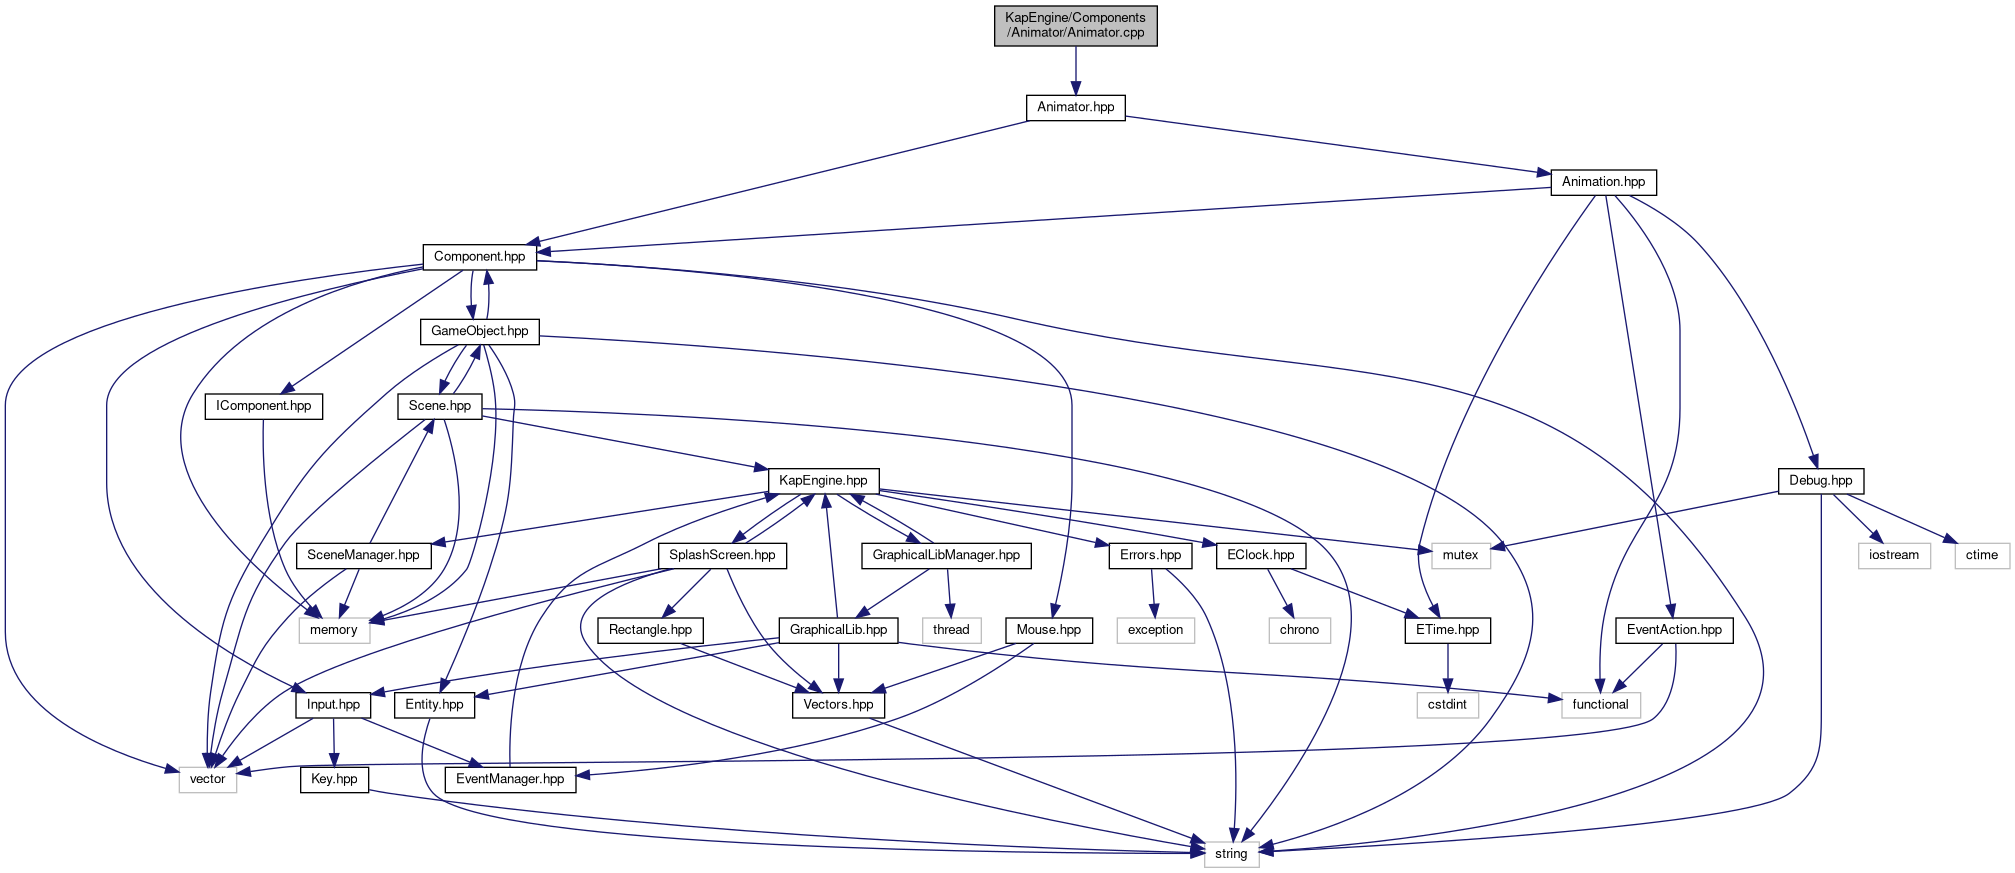 KapEngine/Components
/Animator/Animator.cpp
Animator.hpp
Animation.hpp
Component.hpp
GameObject.hpp
IComponent.hpp
Scene.hpp
KapEngine.hpp
Debug.hpp
SceneManager.hpp
SplashScreen.hpp
GraphicalLibManager.hpp
Errors.hpp
EClock.hpp
mutex
iostream
ctime
memory
Rectangle.hpp
GraphicalLib.hpp
thread
Mouse.hpp
exception
chrono
ETime.hpp
EventAction.hpp
Input.hpp
Entity.hpp
Vectors.hpp
cstdint
functional
vector
Key.hpp
EventManager.hpp
string